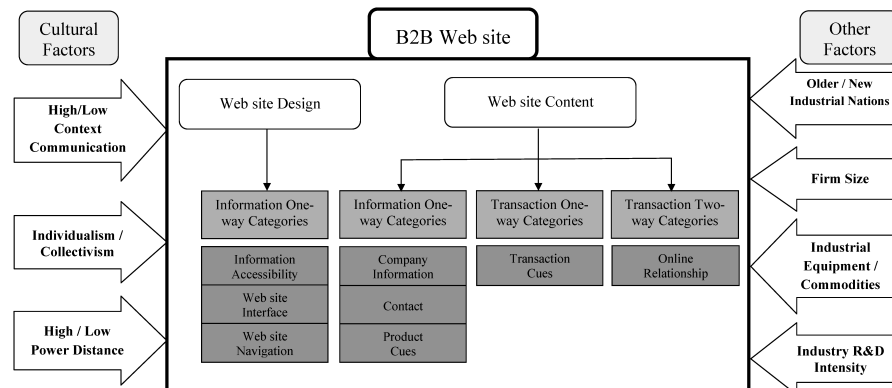 Cultural
Factors
B2B Web site
Other
Factors
High/Low
Context
Communication
Individualism /
Collectivism
High / Low
Power Distance
Web site Design
Web site Content
Information One-
way Categories
Information One-
way Categories
Transaction One-
way Categories
Transaction Two-
way Categories
Information
Accessibility
Web site
Interface
Web site
Navigation
Company
Information
Contact
Product
Cues
Transaction
Cues
Online
Relationship
Older / New
Industrial Nations
Firm Size
Industrial
Equipment /
Commodities
Industry R&D
Intensity